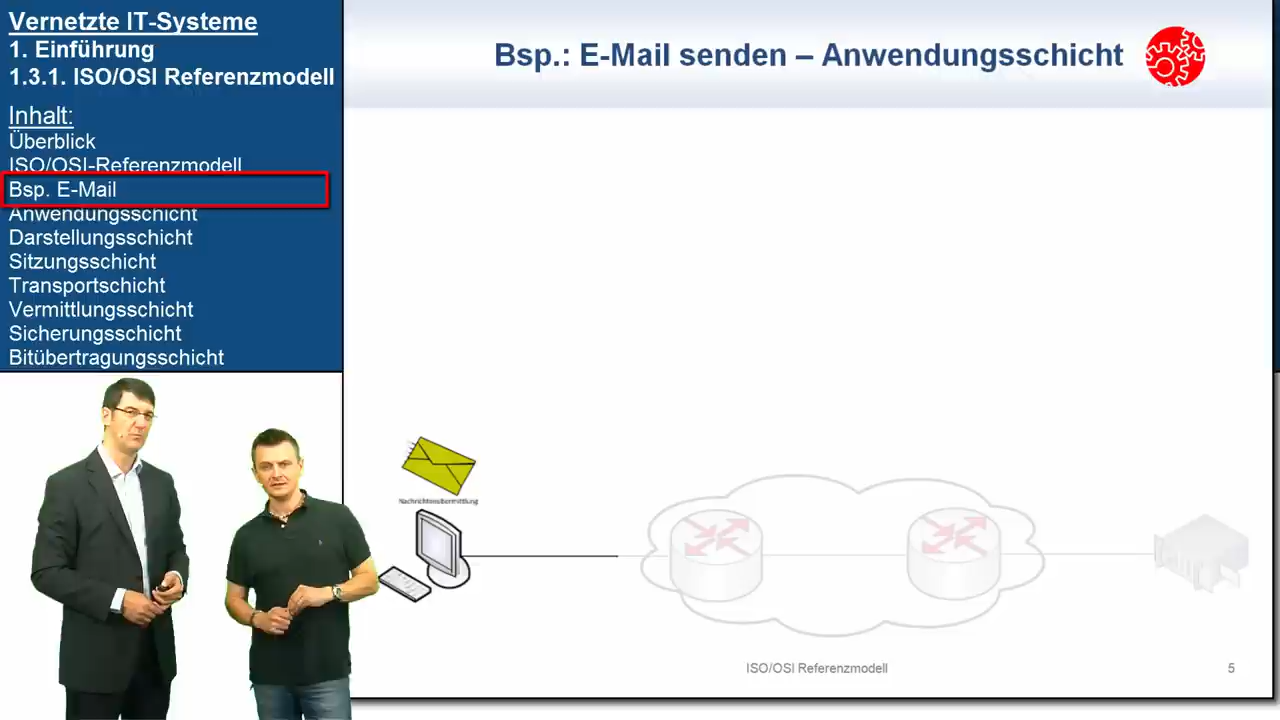 Vernetzte IT-Systeme
1. Einführung
1.3.1. ISO/OSI Referenzmodell
Inhalt:
Überblick
ISO/OSI-Referenzmodell
Bsp. E-Mail
Anwendungsschicht
Darstellungsschicht
Sitzungsschicht
Transportschicht
Vermittlungsschicht
Sicherungsschicht
Bitübertragungsschicht
Bsp.: E-Mail senden – Anwendungsschicht
Nachrichtenübermittlung
ISO/OSI Referenzmodell
5